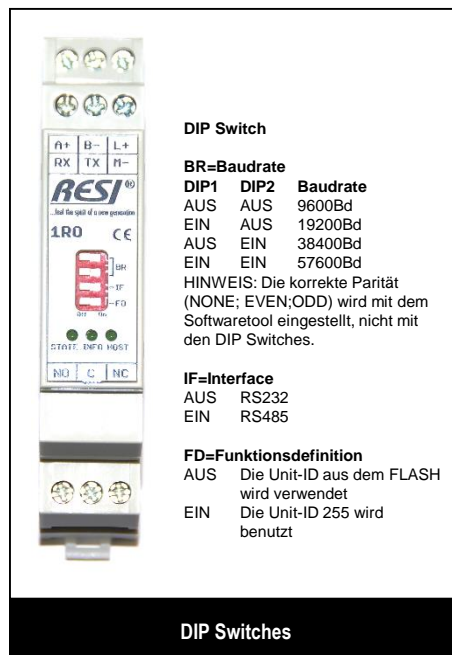 A+ B- L+
RX TX M-
RESI®
...feel the spirit of a new generation
1RO CE
BR
IF
FD
Off On
STATE INFO HOST
NO C NC
DIP Switch
BR=Baudrate
DIP1 DIP2 Baudrate
AUS AUS 9600Bd
EIN AUS 19200Bd
AUS EIN 38400Bd
EIN EIN 57600Bd
HINWEIS: Die korrekte Parität
(NONE; EVEN;ODD) wird mit dem
Softwaretool eingestellt, nicht mit
den DIP Switches.
IF=Interface
AUS RS232
EIN RS485
FD=Funktionsdefinition
AUS Die Unit-ID aus dem FLASH
wird verwendet
EIN Die Unit-ID 255 wird
benutzt
DIP Switches